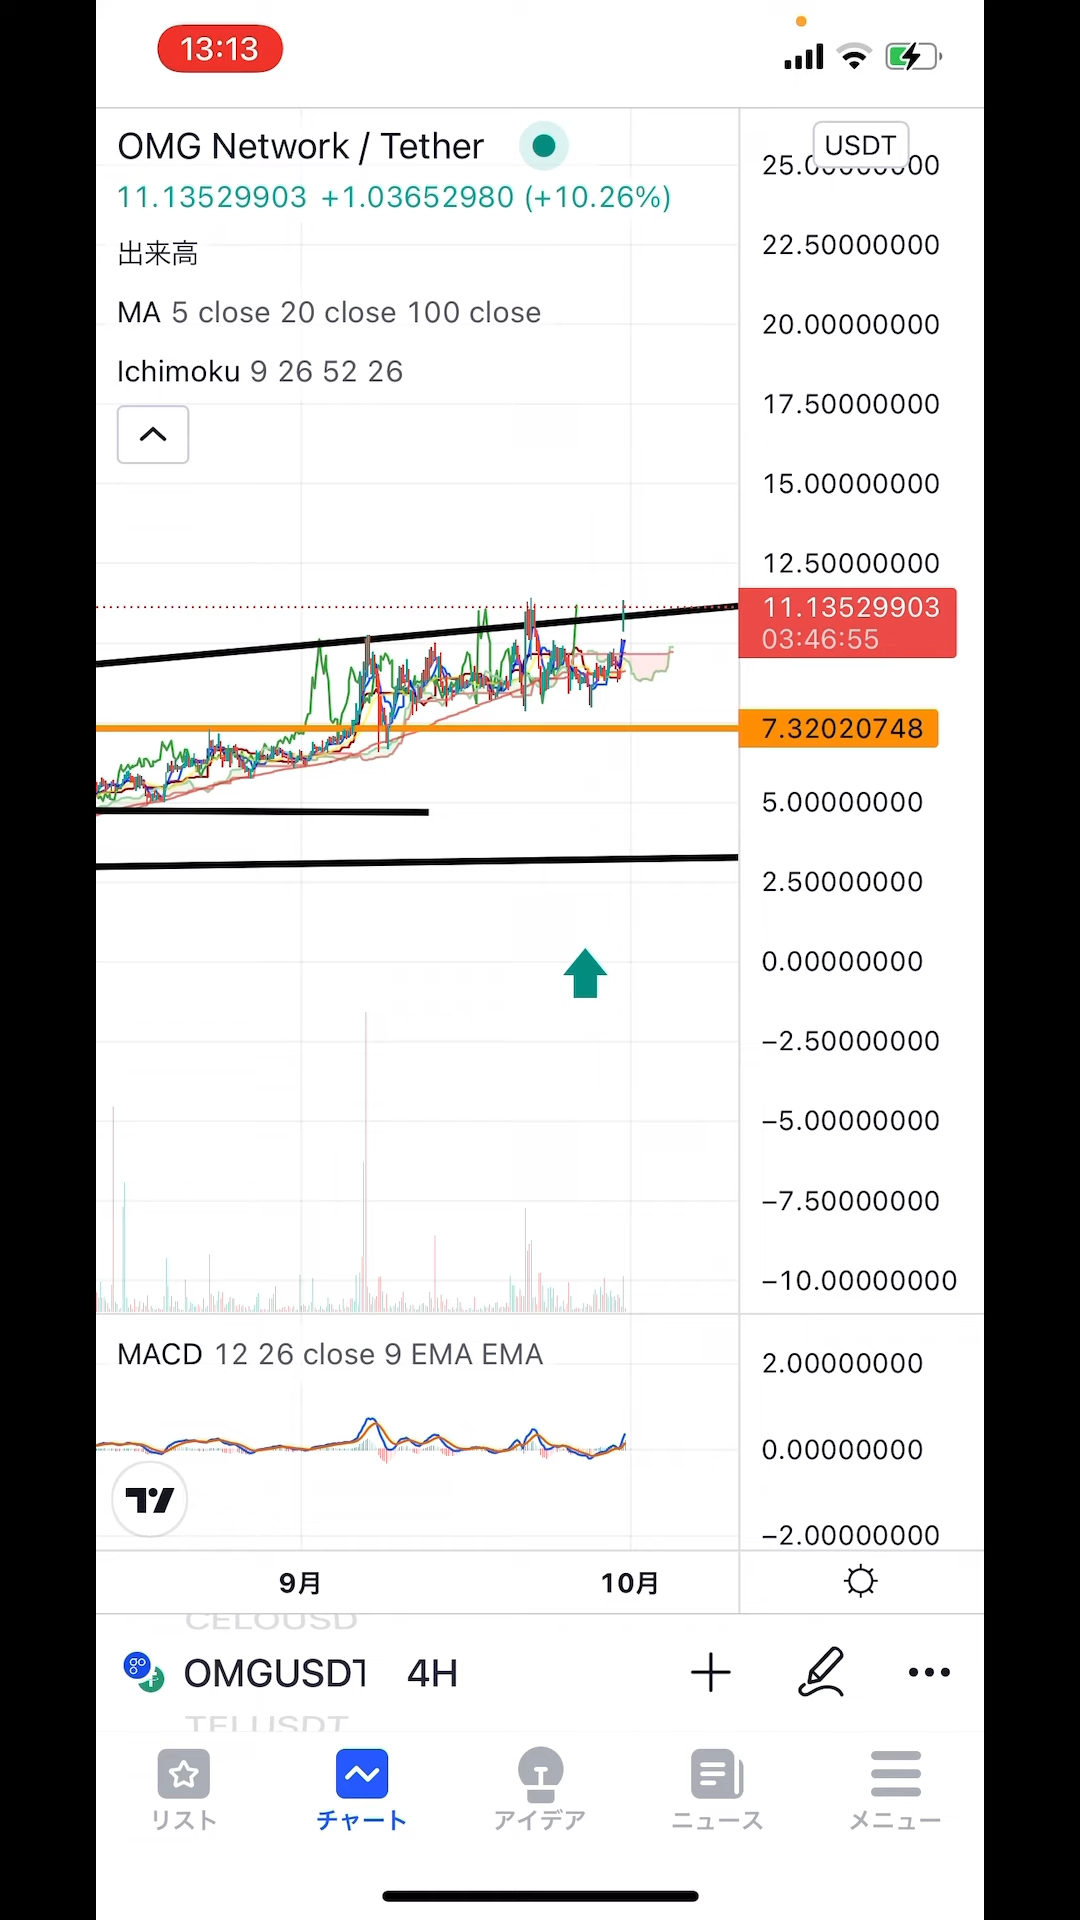 13:13
OMG Network / Tether
USDT
11.13529903 +1.03652980 (+10.26%)
出来高
MA 5 close 20 close 100 close
Ichimoku 9 26 52 26
22.50000000
20.00000000
17.50000000
15.00000000
12.50000000
11.13529903
03:46:55
7.32020748
5.00000000
2.50000000
0.00000000
−2.50000000
−5.00000000
−7.50000000
−10.00000000
MACD 12 26 close 9 EMA EMA
2.00000000
0.00000000
−2.00000000
9月 10月
CELOUSD
OMGUSDT 4H
TELUSDT
リスト チャート アイデア ニュース メニュー